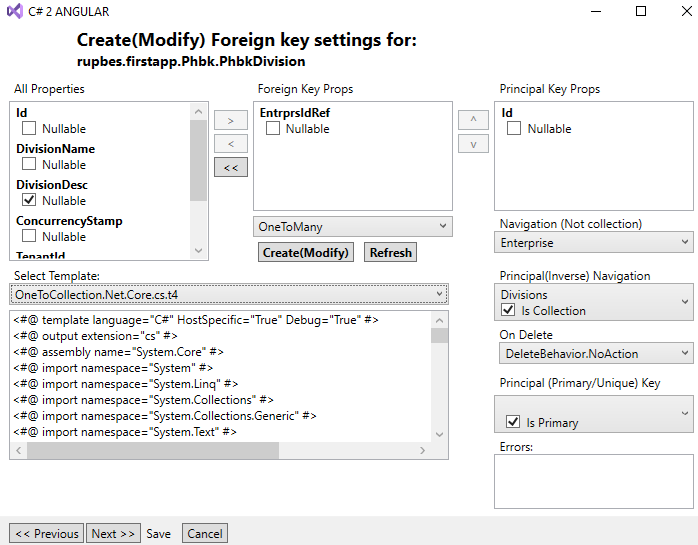 C# 2 ANGULAR
Create(Modify) Foreign key settings for:
rupbes.firstapp.Phbk.PhbkDivision
All Properties
Id
Nullable
DivisionName
Nullable
DivisionDesc
Nullable
ConcurrencyStamp
Nullable
TenantId
>
<
<<
Foreign Key Props
EntrprsIdRef
Nullable
OneToMany
Create(Modify)
Refresh
^
v
Principal Key Props
Id
Nullable
Navigation (Not collection)
Enterprise
Principal(Inverse) Navigation
Divisions
Is Collection
On Delete
DeleteBehavior.NoAction
Principal (Primary/Unique) Key
Is Primary
Errors:
Select Template:
OneToCollection.Net.Core.cs.t4
<#@ template language="C#" HostSpecific="True" Debug="True" #>
<#@ output extension="cs" #>
<#@ assembly name="System.Core" #>
<#@ import namespace="System" #>
<#@ import namespace="System.Linq" #>
<#@ import namespace="System.Collections" #>
<#@ import namespace="System.Collections.Generic" #>
<#@ import namespace="System.Text" #>
<< Previous
Next >>
Save
Cancel